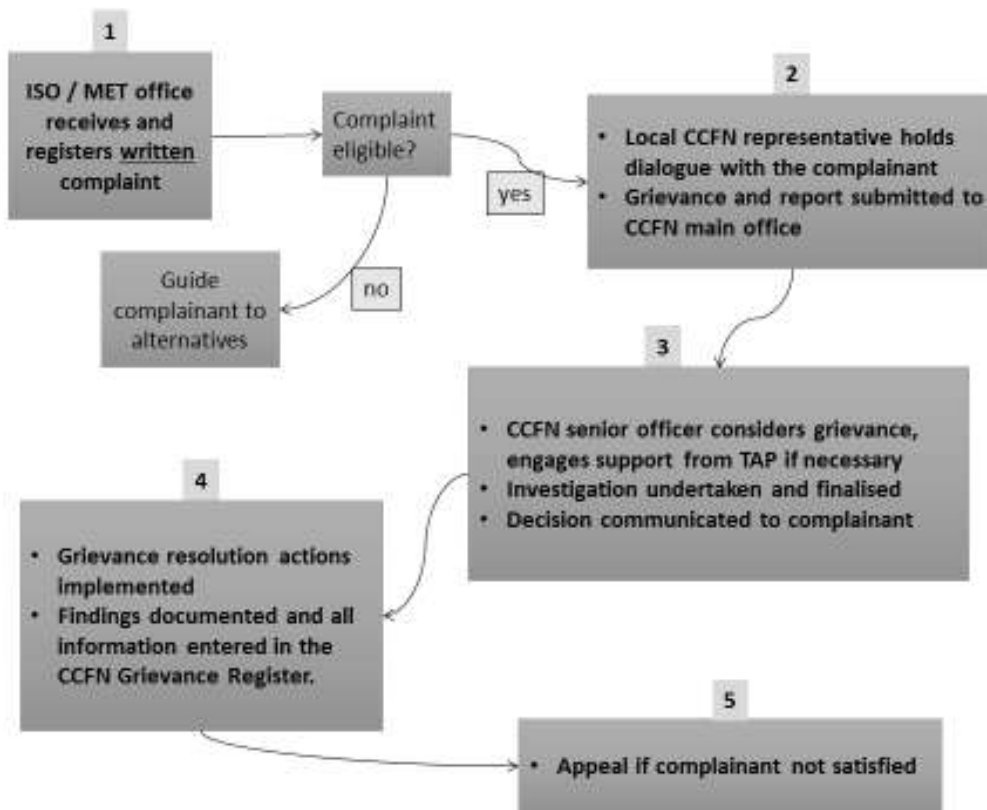 1
ISO / MET office
receives and
registers written
complaint
Complaint
eligible?
yes
no
Guide
complainant to
alternatives
2
• Local CCFN representative holds
dialogue with the complainant
• Grievance and report submitted to
CCFN main office
3
• CCFN senior officer considers grievance,
engages support from TAP if necessary
• Investigation undertaken and finalised
• Decision communicated to complainant
4
• Grievance resolution actions
implemented
• Findings documented and all
information entered in the
CCFN Grievance Register.
5
• Appeal if complainant not satisfied